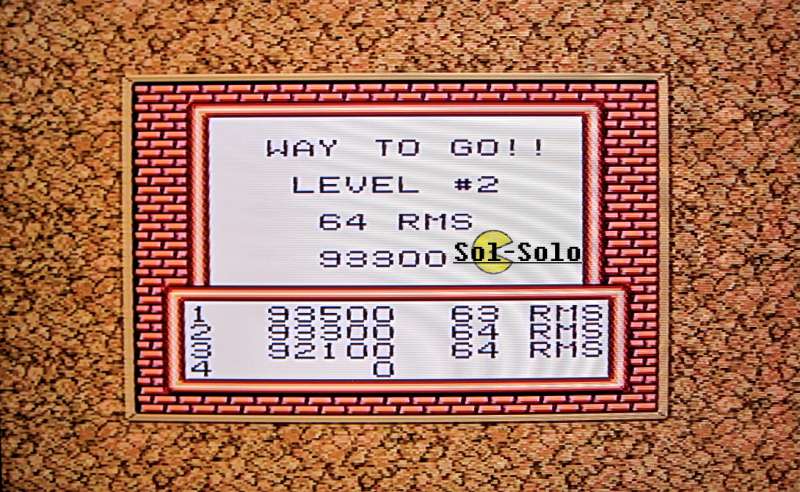 WAY TO GO!!
LEVEL #2
64 RMS
93300
Sol-Solo
1 93500 63 RMS
2 93300 64 RMS
3 92100 64 RMS
4 0